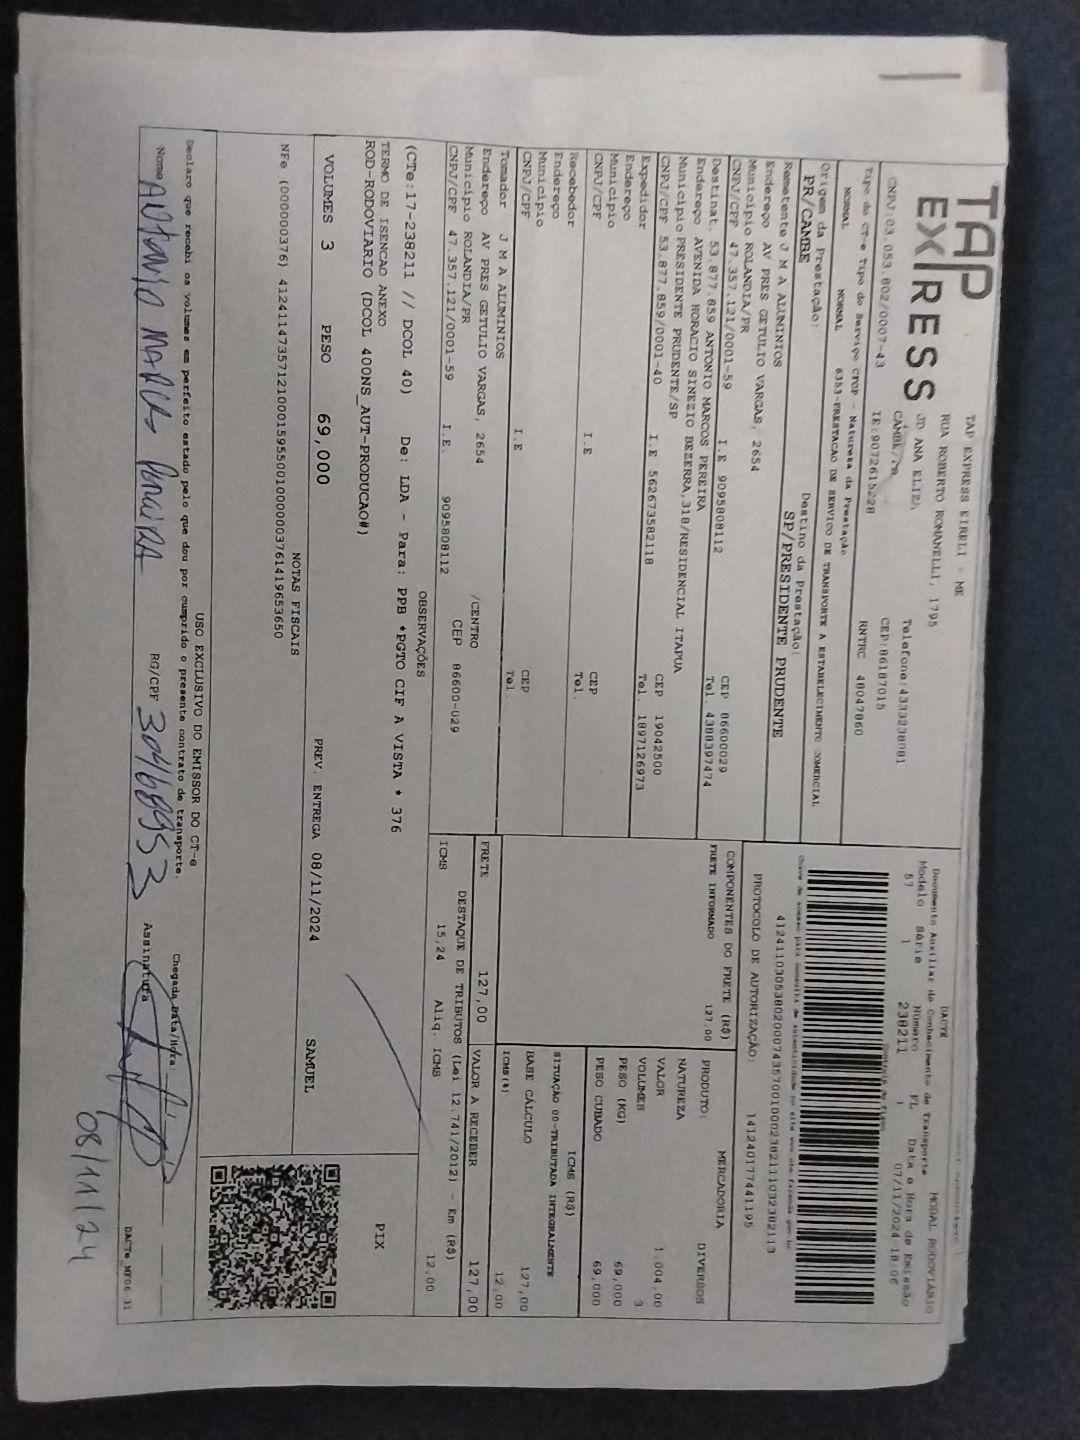 TAP
EXPRESS
TAP EXPRESS EIRELI - ME
RUA ROBERTO ROMANELLI, 1795
JD ANA ELIZA
Telefone:4333238081
CEP:86187015
CNPJ:03.053.802/0007-43
IE:9072615228
RNTRC 48047860
Tipo do CT-e Tipo do Serviço CFOP - Natureza da Prestação
NORMAL NORMAL 6353-PRESTACAO DE SERVICO DE TRANSPORTE A ESTABELECIMENTO COMERCIAL
Origem da Prestação: Destino da Prestação:
PR/CAMBE SP/PRESIDENTE PRUDENTE
Remetente J M A ALUMINIOS
Endereço AV PRES GETULIO VARGAS, 2654
Município ROLANDIA/PR CEP 86600029
CNPJ/CPF 47.357.121/0001-59 I.E 9095808112 Tel. 4388397474
Destinat. 53.877.859 ANTONIO MARCOS PEREIRA
Endereço AVENIDA HORACIO SINEZIO BEZERRA,318/RESIDENCIAL ITAPUA
Município PRESIDENTE PRUDENTE/SP CEP 19042500
CNPJ/CPF 53.877.859/0001-40 I.E 562673582118 Tel. 1897126973
Expedidor
Endereço
Município CEP
CNPJ/CPF I.E Tel.
Recebedor
Endereço
Município CEP
CNPJ/CPF I.E Tel.
Tomador J M A ALUMINIOS
Endereço AV PRES GETULIO VARGAS, 2654 /CENTRO
Município ROLANDIA/PR CEP 86600-029
CNPJ/CPF 47.357.121/0001-59 I.E. 9095808112
DACTE MODAL RODOVIÁRIO
Documento Auxiliar do Conhecimento de Transporte
Modelo Série Número FL Data e Hora de Emissão
57 1 238211 1 07/11/2024 18:06
Chave de acesso para consulta de autenticidade no
PROTOCOLO DE AUTORIZAÇÃO: 141240177441195
COMPONENTES DO FRETE (R$)
FRETE INFORMADO 127,00
MERCADORIA
PRODUTO: DIVERSOS
NATUREZA
VALOR 1.004,00
VOLUMES 3
PESO (KG) 69,000
PESO CUBADO 69,000
ICMS (R$)
SITUAÇÃO 00-TRIBUTADA INTEGRALMENTE
BASE CÁLCULO 127,00
ICMS(%) 12,00
FRETE 127,00 VALOR A RECEBER 127,00
DESTAQUE DE TRIBUTOS (Lei 12.741/2012) - Em (R$)
ICMS 15,24 Aliq. ICMS 12,00
OBSERVAÇÕES
(CTe:17-238211 // DCOL 40) De: LDA - Para: PPB *PGTO CIF A VISTA * 376
TERMO DE ISENCAO ANEXO
ROD-RODOVIARIO (DCOL 400NS_AUT-PRODUCAO#)
PIX
VOLUMES 3 PESO 69,000 PREV. ENTREGA 08/11/2024 SAMUEL
NOTAS FISCAIS
USO EXCLUSIVO DO EMISSOR DO CT-e
Declaro que recebi os volumes em perfeito estado pelo que dou por cumprido o presente contrato de transporte.
Chegada Data/Hora:
Nome ANTONIO MARCOS PEREIRA RG/CPF Assinatura
08/11/24